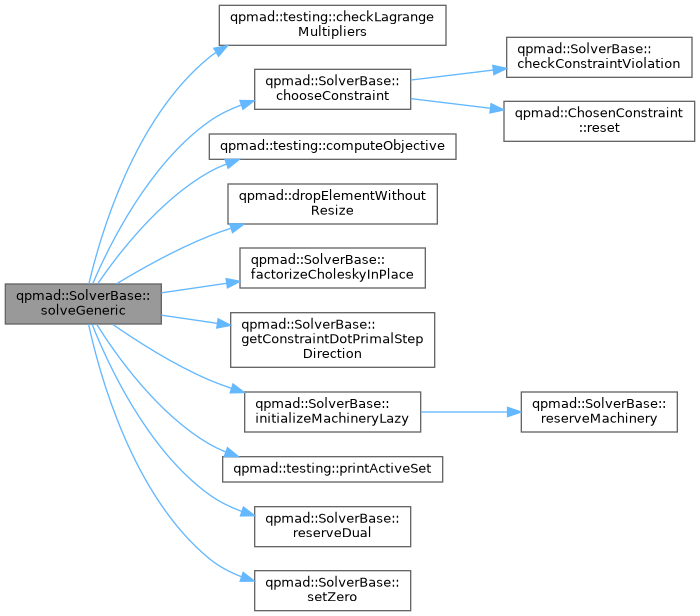 qpmad::SolverBase::
solveGeneric
qpmad::testing::checkLagrange
Multipliers
qpmad::SolverBase::
chooseConstraint
qpmad::SolverBase::
checkConstraintViolation
qpmad::ChosenConstraint
::reset
qpmad::testing::computeObjective
qpmad::dropElementWithout
Resize
qpmad::SolverBase::
factorizeCholeskyInPlace
qpmad::SolverBase::
getConstraintDotPrimalStep
Direction
qpmad::SolverBase::
initializeMachineryLazy
qpmad::SolverBase::
reserveMachinery
qpmad::testing::printActiveSet
qpmad::SolverBase::
reserveDual
qpmad::SolverBase::
setZero